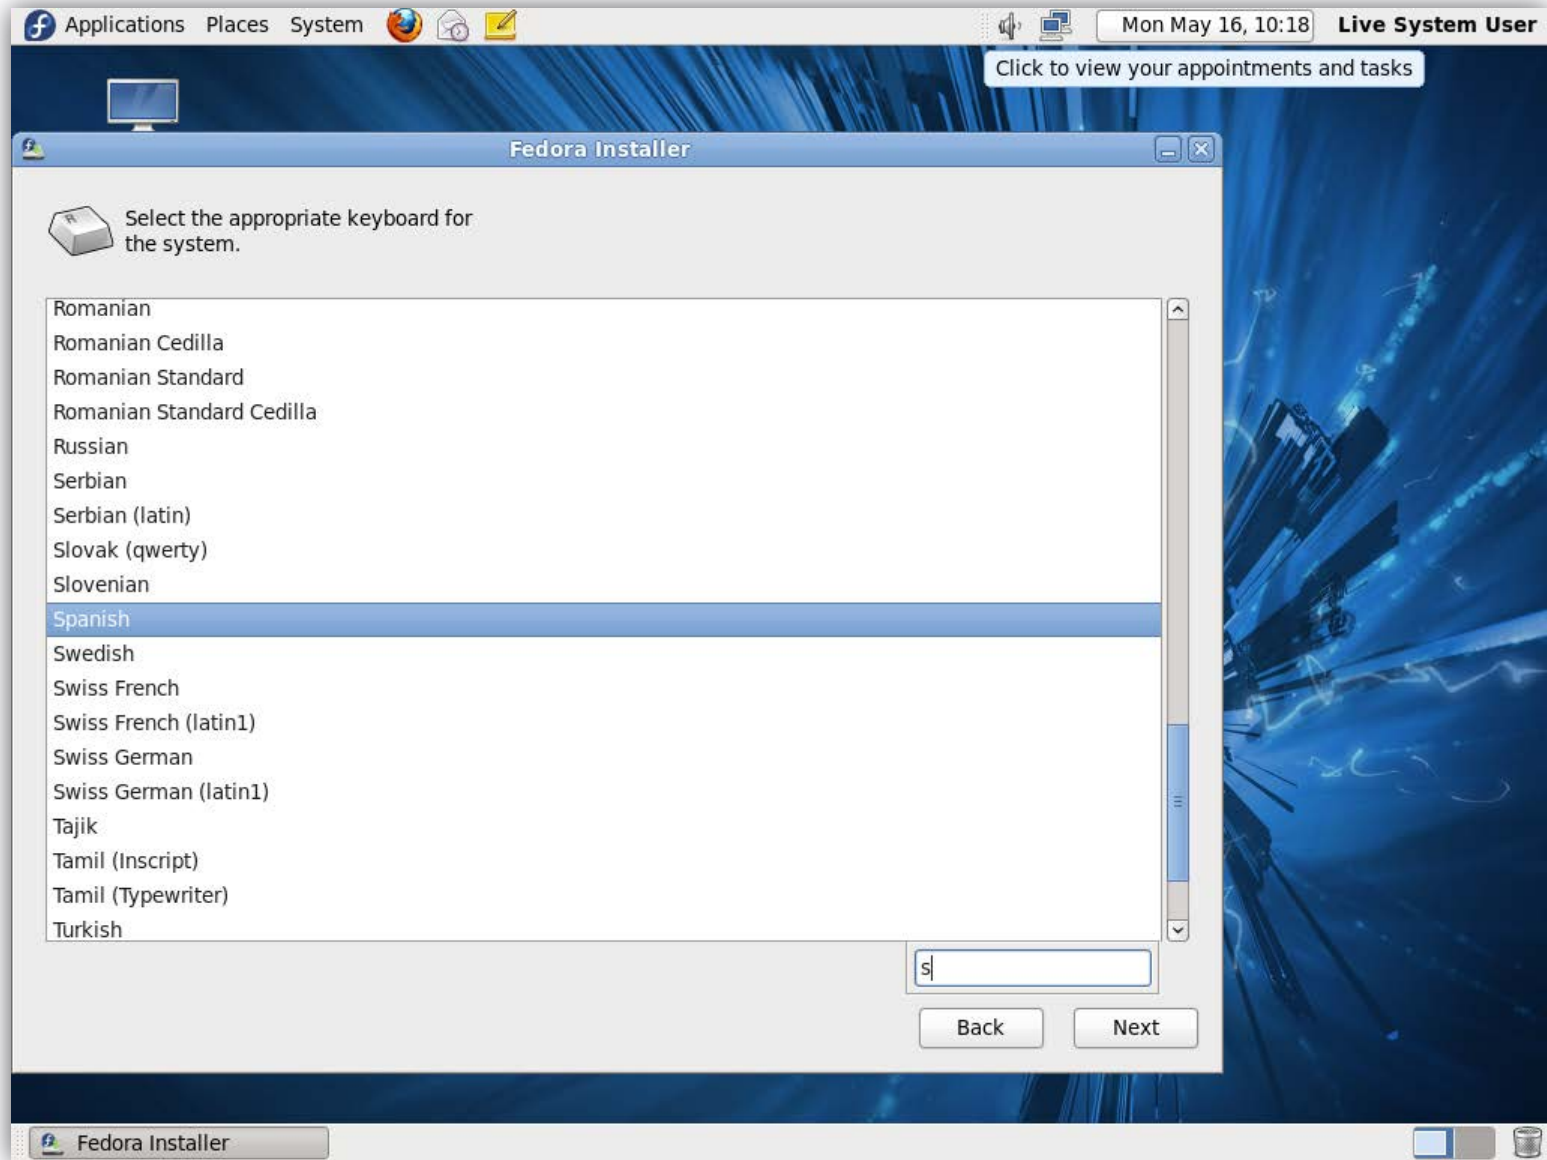 Applications Places System Mon May 16, 10:18 Live System User
Click to view your appointments and tasks
Fedora Installer
Select the appropriate keyboard for
the system.
Romanian
Romanian Cedilla
Romanian Standard
Romanian Standard Cedilla
Russian
Serbian
Serbian (latin)
Slovak (qwerty)
Slovenian
Spanish
Swedish
Swiss French
Swiss French (latin1)
Swiss German
Swiss German (latin1)
Tajik
Tamil (Inscript)
Tamil (Typewriter)
Turkish
s
Back Next
Fedora Installer